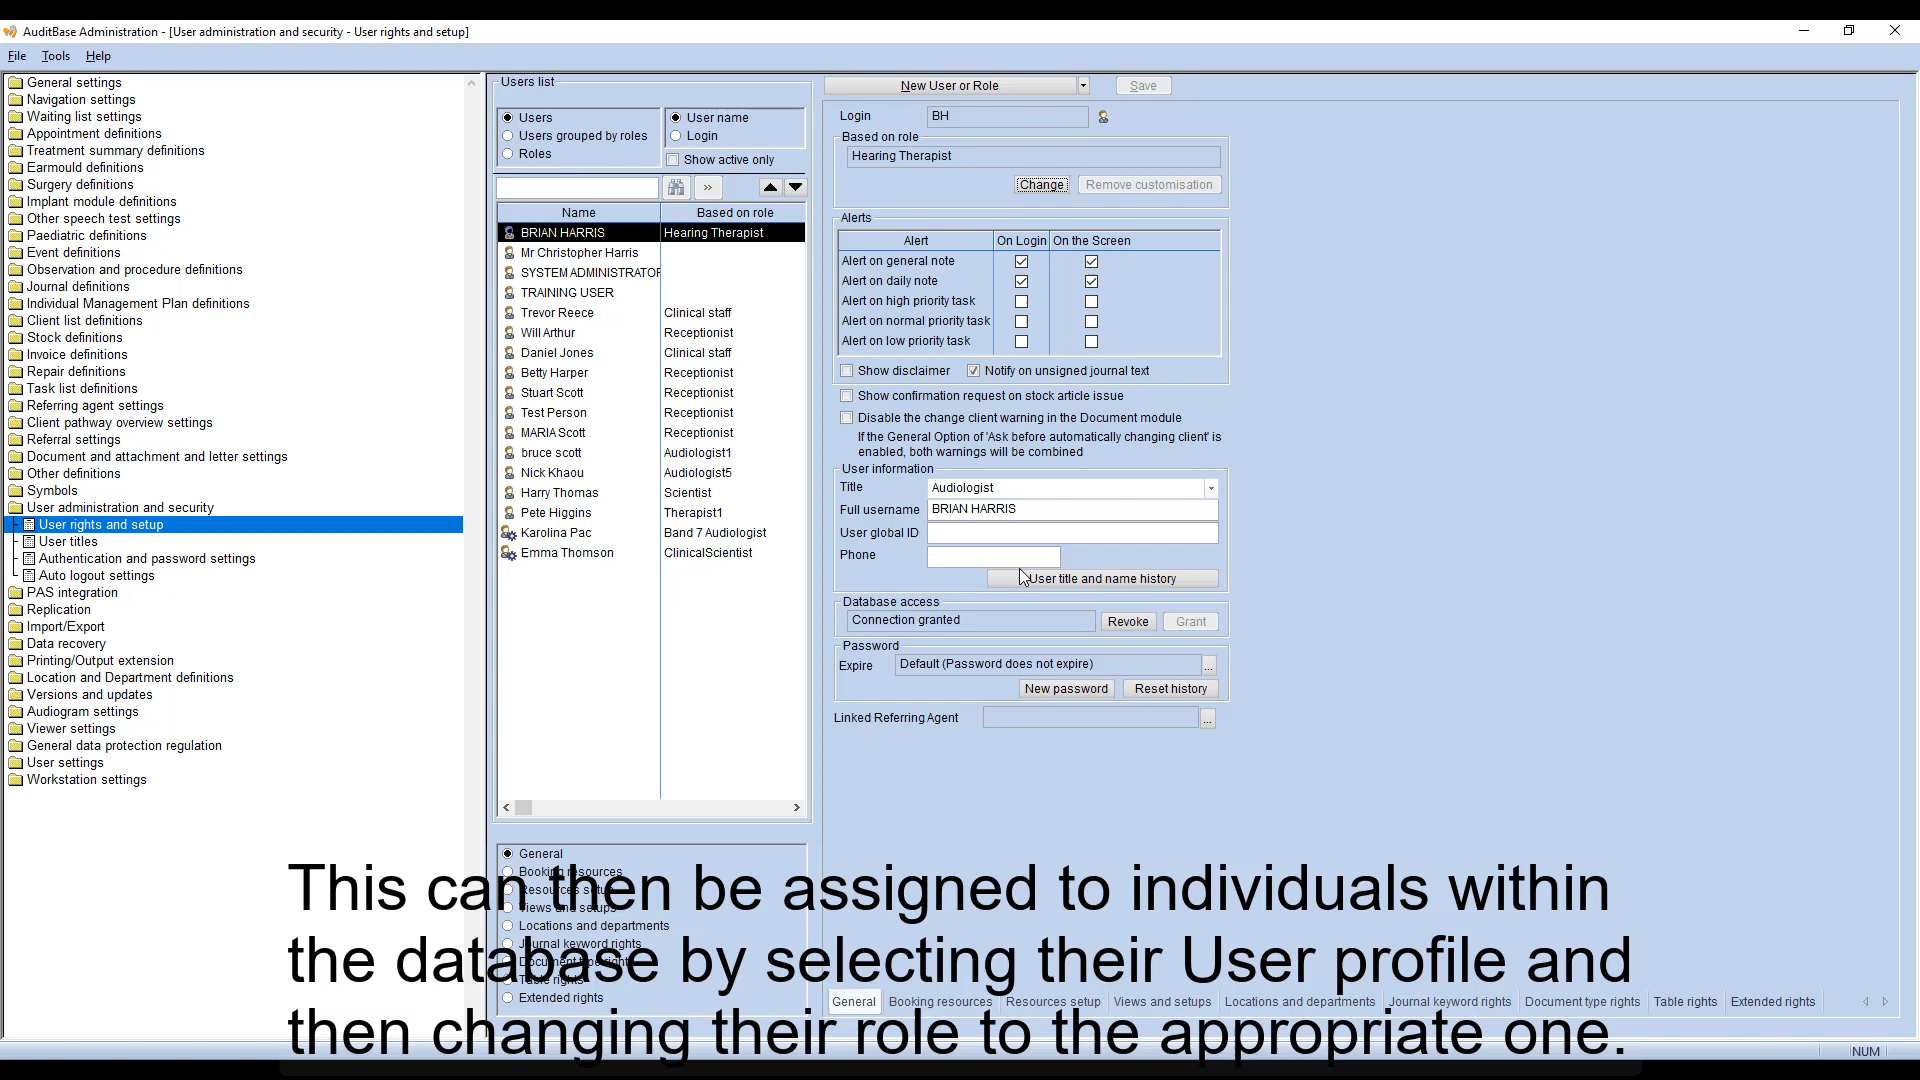 AuditBase Administration - [User administration and security - User rights and setup]
File Tools Help
General settings
Navigation settings
Waiting list settings
Appointment definitions
Treatment summary definitions
Earmould definitions
Surgery definitions
Implant module definitions
Other speech test settings
Paediatric definitions
Event definitions
Observation and procedure definitions
Journal definitions
Individual Management Plan definitions
Client list definitions
Stock definitions
Invoice definitions
Repair definitions
Task list definitions
Referring agent settings
Client pathway overview settings
Referral settings
Document and attachment and letter settings
Other definitions
Symbols
User administration and security
User rights and setup
User titles
Authentication and password settings
Auto logout settings
PAS integration
Replication
Import/Export
Data recovery
Printing/Output extension
Location and Department definitions
Versions and updates
Audiogram settings
Viewer settings
General data protection regulation
User settings
Workstation settings
Users list
Users
Users grouped by roles
Roles
User name
Login
Show active only
Name Based on role
BRIAN HARRIS Hearing Therapist
Mr Christopher Harris
SYSTEM ADMINISTRATOR
TRAINING USER
Trevor Reece Clinical staff
Will Arthur Receptionist
Daniel Jones Clinical staff
Betty Harper Receptionist
Stuart Scott Receptionist
Test Person Receptionist
MARIA Scott Receptionist
bruce scott Audiologist1
Nick Khaou Audiologist5
Harry Thomas Scientist
Pete Higgins Therapist1
Karolina Pac Band 7 Audiologist
Emma Thomson ClinicalScientist
General
Booking resources
Resources setup
Views and setups
Locations and departments
Journal keyword rights
Document type rights
Table rights
Extended rights
New User or Role Save
Login BH
Based on role
Hearing Therapist
Change Remove customisation
Alerts
Alert On Login On the Screen
Alert on general note
Alert on daily note
Alert on high priority task
Alert on normal priority task
Alert on low priority task
Show disclaimer Notify on unsigned journal text
Show confirmation request on stock article issue
Disable the change client warning in the Document module
If the General Option of 'Ask before automatically changing client' is
enabled, both warnings will be combined
User information
Title Audiologist
Full username BRIAN HARRIS
User global ID
Phone
User title and name history
Database access
Connection granted Revoke Grant
Password
Expire Default (Password does not expire) ...
New password Reset history
Linked Referring Agent ...
General Booking resources Resources setup Views and setups Locations and departments Journal keyword rights Document type rights Table rights Extended rights
This can then be assigned to individuals within
the database by selecting their User profile and
then changing their role to the appropriate one.
NUM